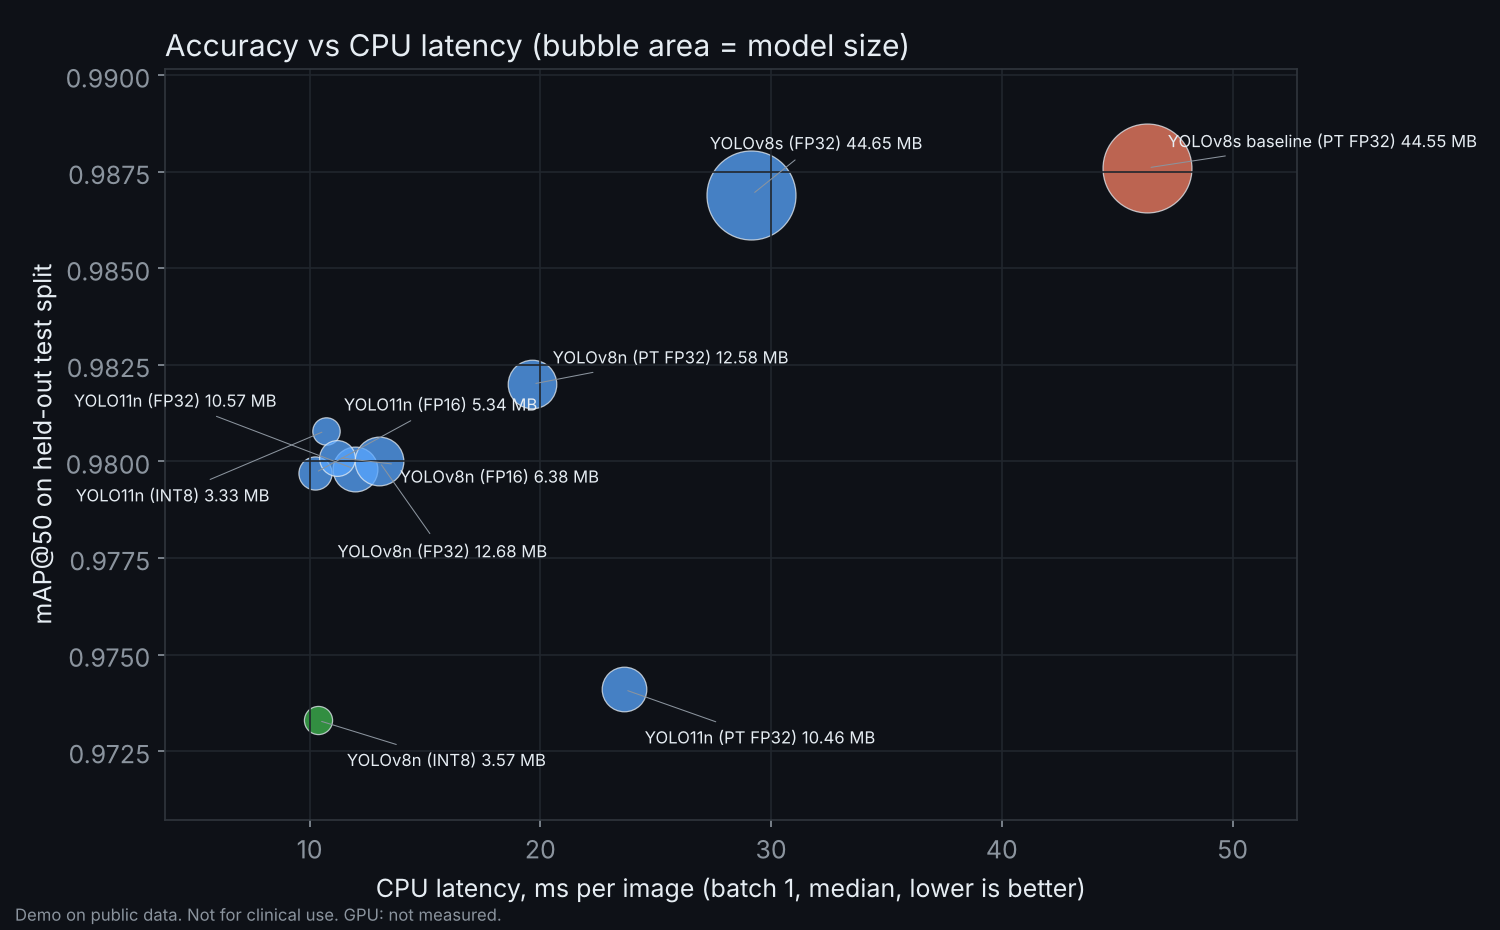 Accuracy vs CPU latency (bubble area = model size)
0.9900
0.9875
0.9850
0.9825
0.9800
0.9775
0.9750
0.9725
mAP@50 on held-out test split
YOLOv8s (FP32) 44.65 MB
YOLOv8s baseline (PT FP32) 44.55 MB
YOLOv8n (PT FP32) 12.58 MB
YOLO11n (FP32) 10.57 MB
YOLO11n (FP16) 5.34 MB
YOLOv8n (FP16) 6.38 MB
YOLO11n (INT8) 3.33 MB
YOLOv8n (FP32) 12.68 MB
YOLO11n (PT FP32) 10.46 MB
YOLOv8n (INT8) 3.57 MB
10 20 30 40 50
CPU latency, ms per image (batch 1, median, lower is better)
Demo on public data. Not for clinical use. GPU: not measured.